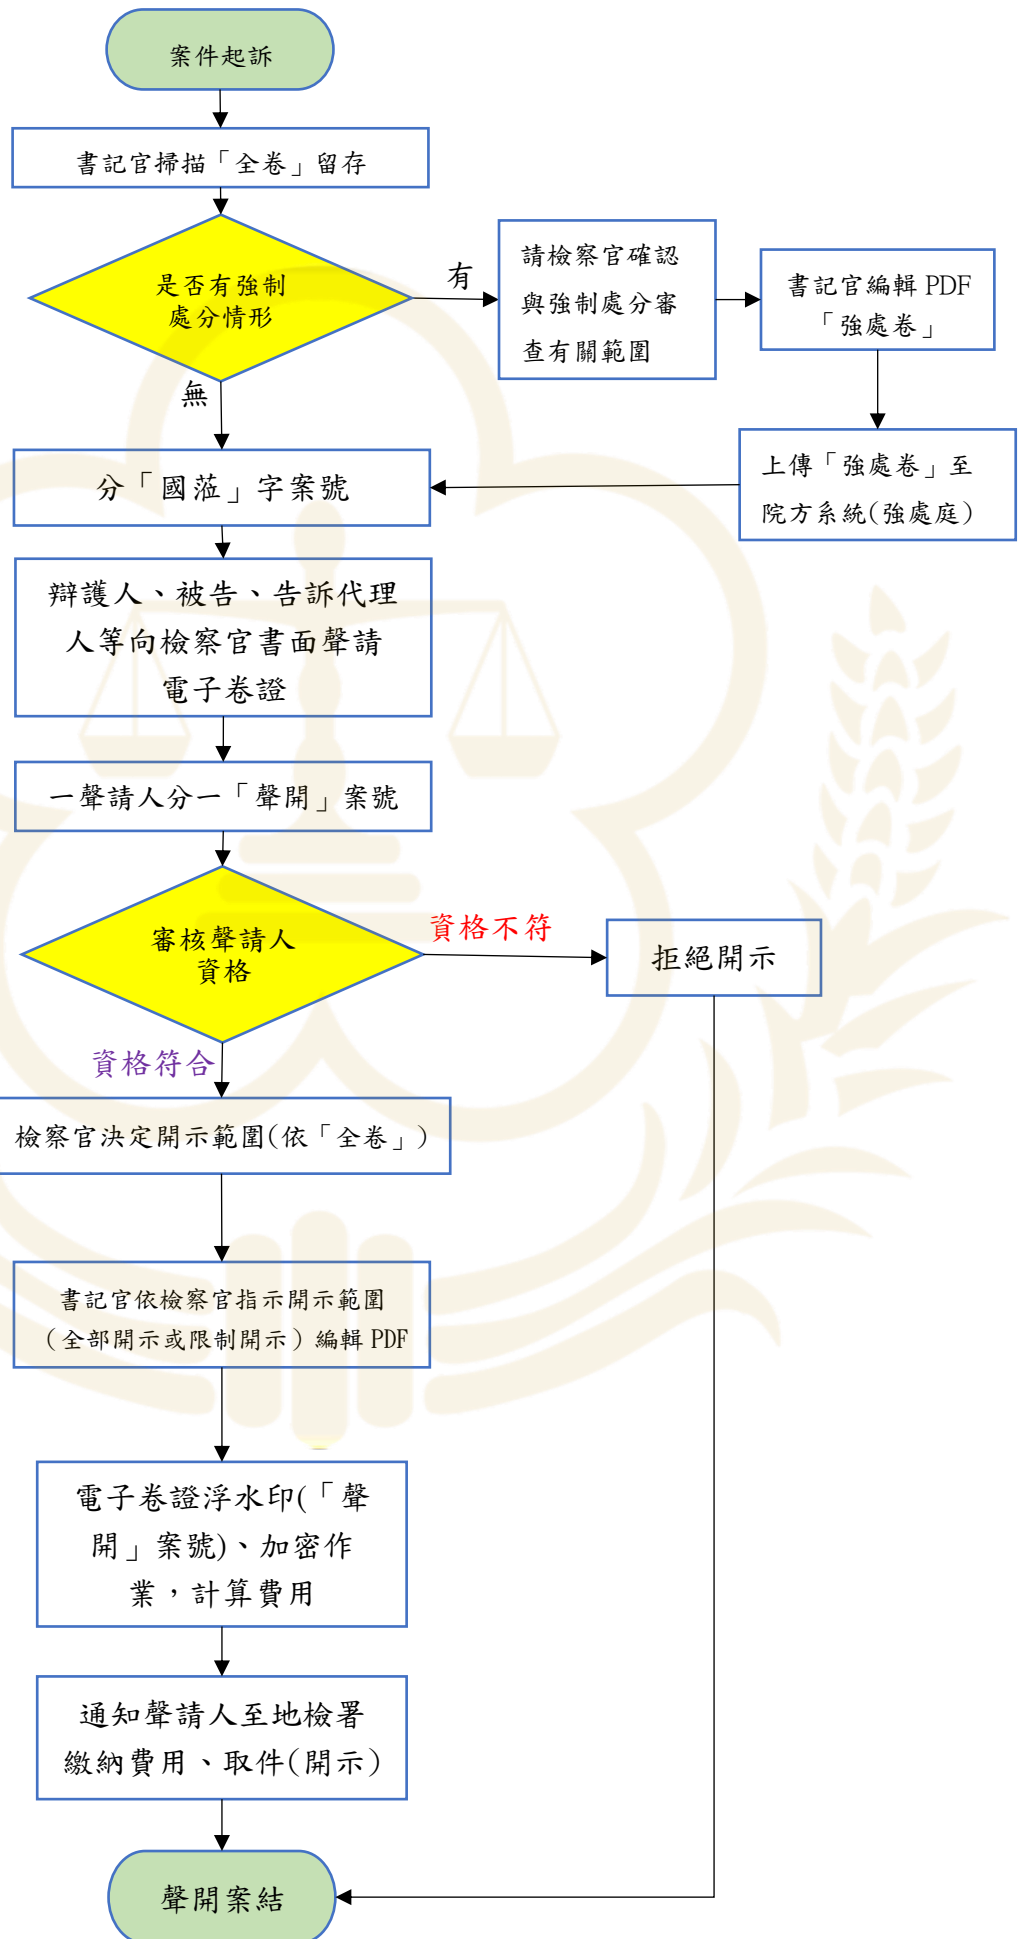 案件起訴
書記官掃描「全卷」留存
是否有強制
處分情形
有
請檢察官確認
與強制處分審
查有關範圍
書記官編輯 PDF
「強處卷」
上傳「強處卷」至
院方系統(強處庭)
無
分「國蒞」字案號
辯護人、被告、告訴代理
人等向檢察官書面聲請
電子卷證
一聲請人分一「聲開」案號
審核聲請人
資格
資格不符
拒絕開示
資格符合
檢察官決定開示範圍(依「全卷」)
書記官依檢察官指示開示範圍
（全部開示或限制開示）編輯 PDF
電子卷證浮水印(「聲
開」案號)、加密作
業，計算費用
通知聲請人至地檢署
繳納費用、取件(開示)
聲開案結